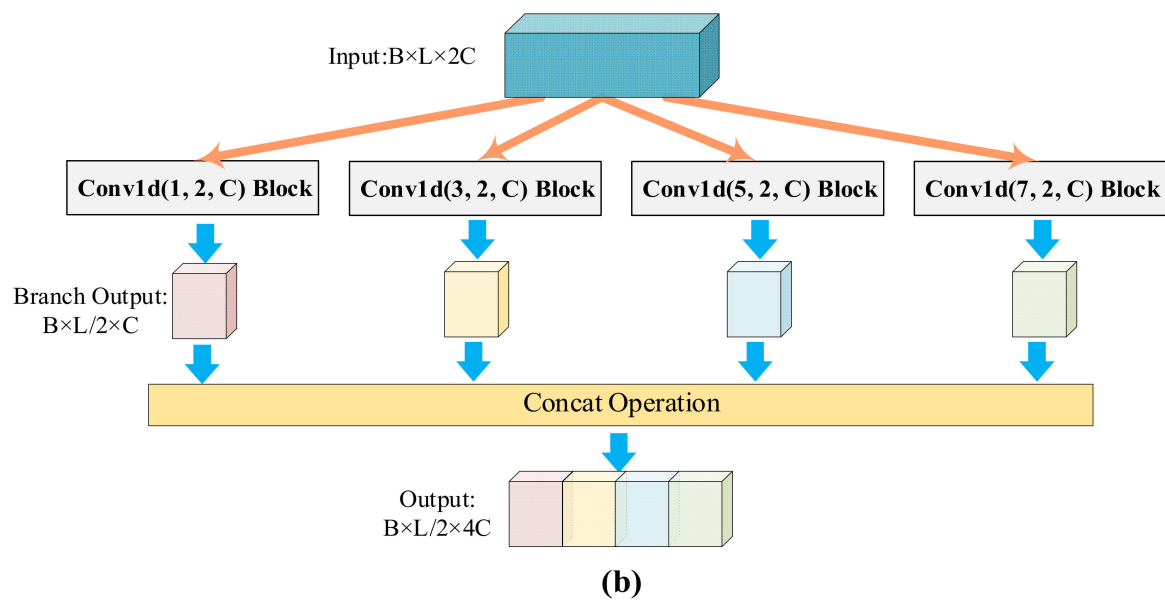 Input:B×L×2C
Conv1d(1, 2, C) Block
Conv1d(3, 2, C) Block
Conv1d(5, 2, C) Block
Conv1d(7, 2, C) Block
Branch Output:
B×L/2×C
Concat Operation
Output:
B×L/2×4C
(b)